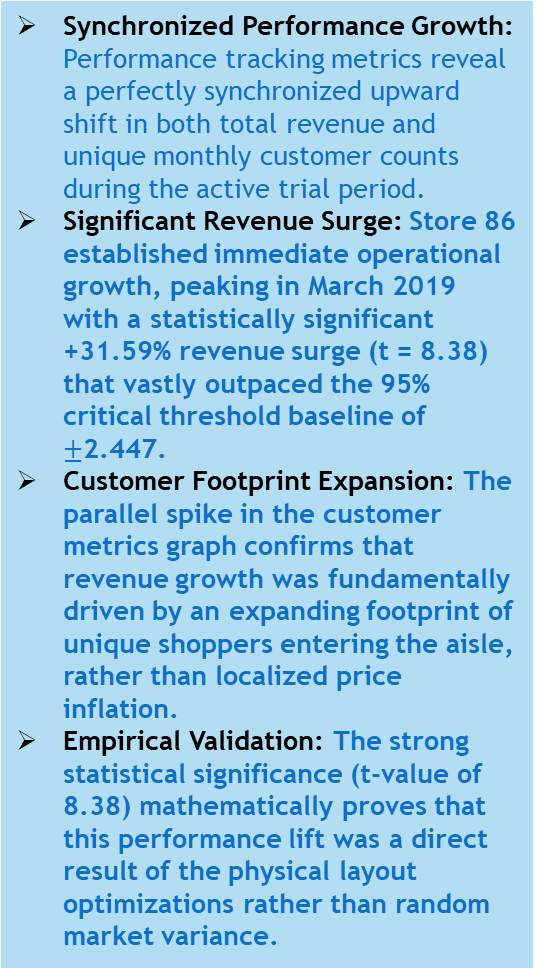 ➢ Synchronized Performance Growth:
Performance tracking metrics reveal
a perfectly synchronized upward
shift in both total revenue and
unique monthly customer counts
during the active trial period.
➢ Significant Revenue Surge: Store 86
established immediate operational
growth, peaking in March 2019
with a statistically significant
+31.59% revenue surge (t = 8.38)
that vastly outpaced the 95%
critical threshold baseline of
±2.447.
➢ Customer Footprint Expansion: The
parallel spike in the customer
metrics graph confirms that
revenue growth was fundamentally
driven by an expanding footprint of
unique shoppers entering the aisle,
rather than localized price
inflation.
➢ Empirical Validation: The strong
statistical significance (t-value of
8.38) mathematically proves that
this performance lift was a direct
result of the physical layout
optimizations rather than random
market variance.